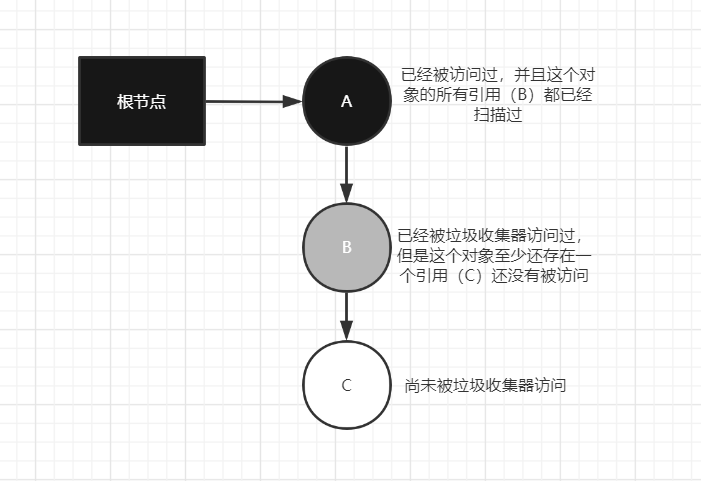 根节点
A
已经被访问过，并且这个对
象的所有引用（B）都已经
扫描过
B
已经被垃圾收集器访问过，
但是这个对象至少还存在一
个引用（C）还没有被访问
C
尚未被垃圾收集器访问